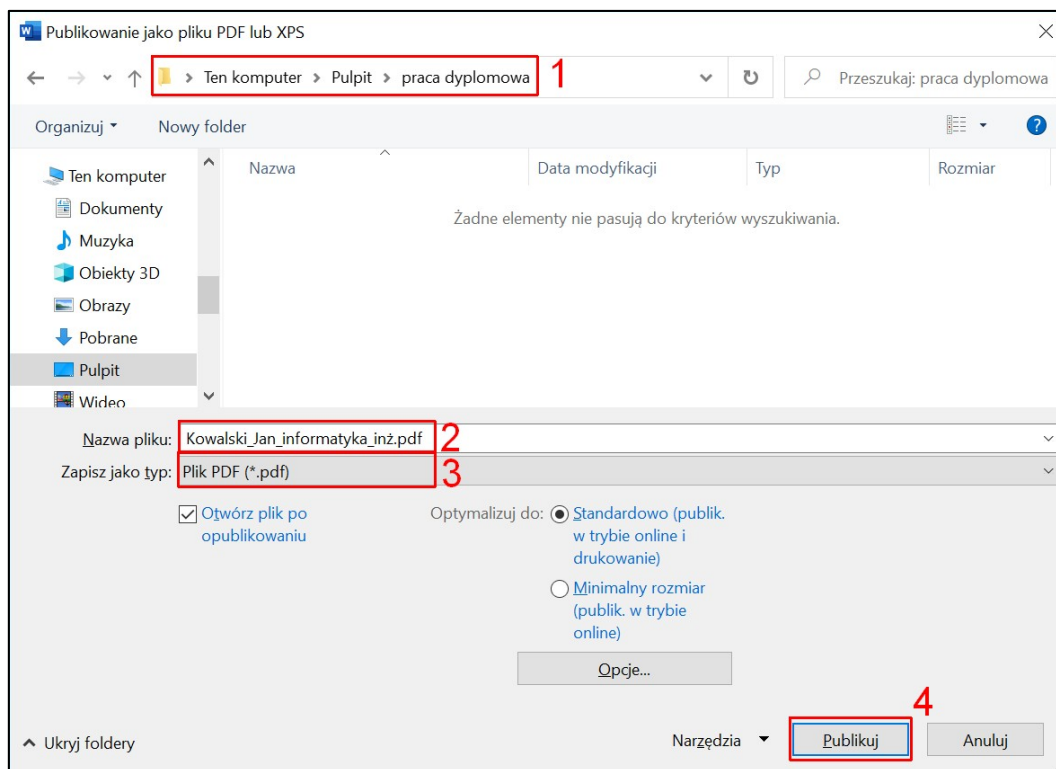 Publikowanie jako pliku PDF lub XPS
Ten komputer > Pulpit > praca dyplomowa 1
Przeszukaj: praca dyplomowa
Organizuj
Nowy folder
Nazwa
Data modyfikacji
Typ
Rozmiar
Żadne elementy nie pasują do kryteriów wyszukiwania.
Ten komputer
Dokumenty
Muzyka
Obiekty 3D
Obrazy
Pobrane
Pulpit
Wideo
Nazwa pliku: Kowalski_Jan_informatyka_inż.pdf 2
Zapisz jako typ: Plik PDF (*.pdf) 3
Otwórz plik po
opublikowaniu
Optymalizuj do:
Standardowo (publik.
w trybie online i
drukowanie)
Minimalny rozmiar
(publik. w trybie
online)
Opcje...
4
Ukryj foldery
Narzędzia
Publikuj
Anuluj